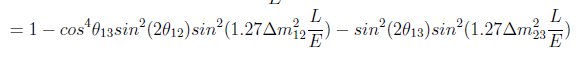 = 1 − cos⁴θ₁₃sin²(2θ₁₂)sin²(1.27Δm²₁₂ L/E) − sin²(2θ₁₃)sin²(1.27Δm²₂₃ L/E)